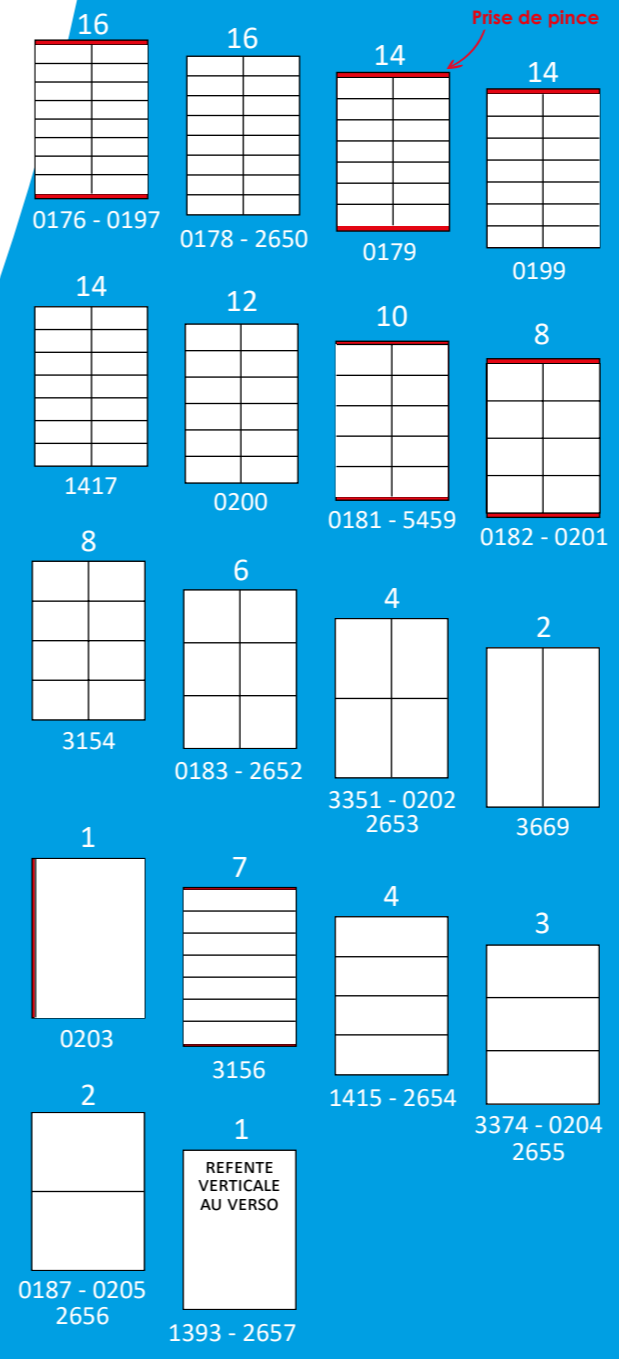 Prise de pince
16
0176 - 0197
16
0178 - 2650
14
0179
14
0199
14
1417
12
0200
10
0181 - 5459
8
0182 - 0201
8
3154
6
0183 - 2652
4
3351 - 0202
2653
2
3669
1
0203
7
3156
4
1415 - 2654
3
3374 - 0204
2655
2
0187 - 0205
2656
1
REFENTE
VERTICALE
AU VERSO
1393 - 2657